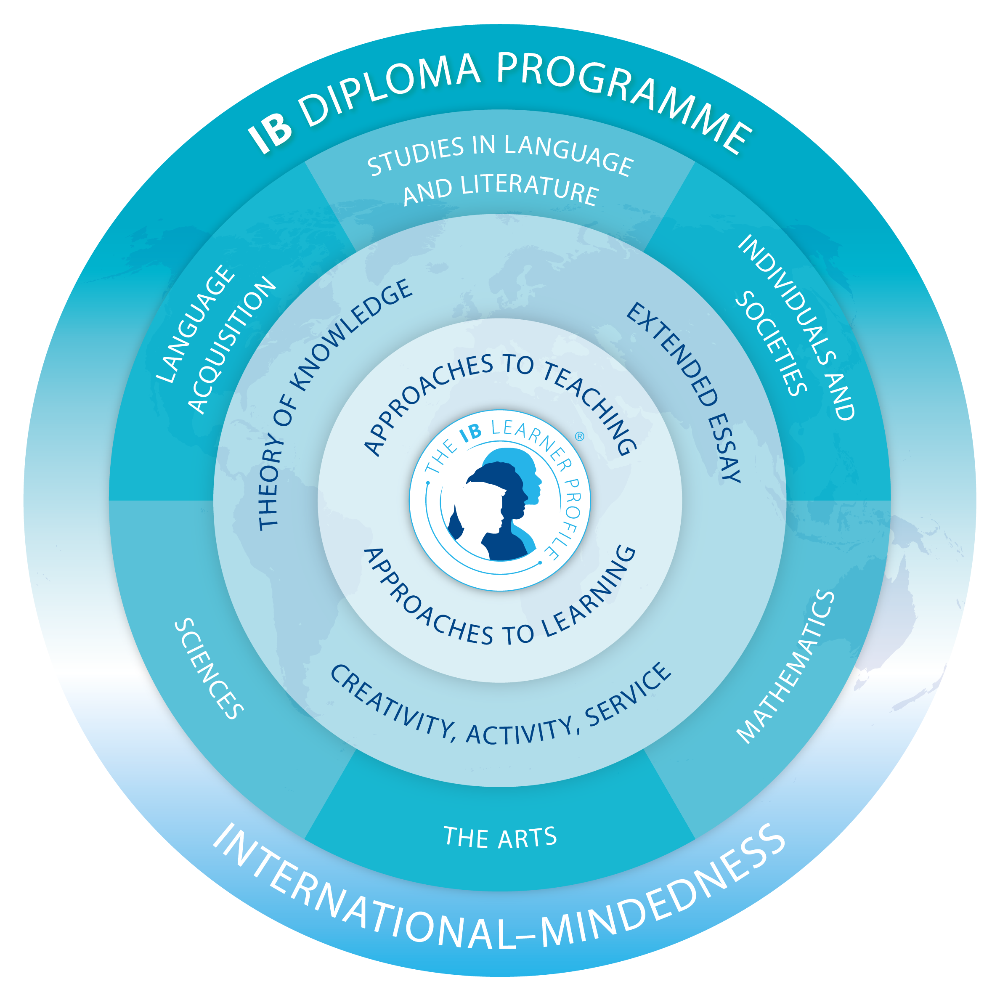 IB DIPLOMA PROGRAMME
STUDIES IN LANGUAGE
AND LITERATURE
LANGUAGE
ACQUISITION
INDIVIDUALS AND
SOCIETIES
THEORY OF KNOWLEDGE
EXTENDED ESSAY
APPROACHES TO TEACHING
THE IB LEARNER PROFILE
®
APPROACHES TO LEARNING
CREATIVITY, ACTIVITY, SERVICE
SCIENCES
MATHEMATICS
THE ARTS
INTERNATIONAL–MINDEDNESS